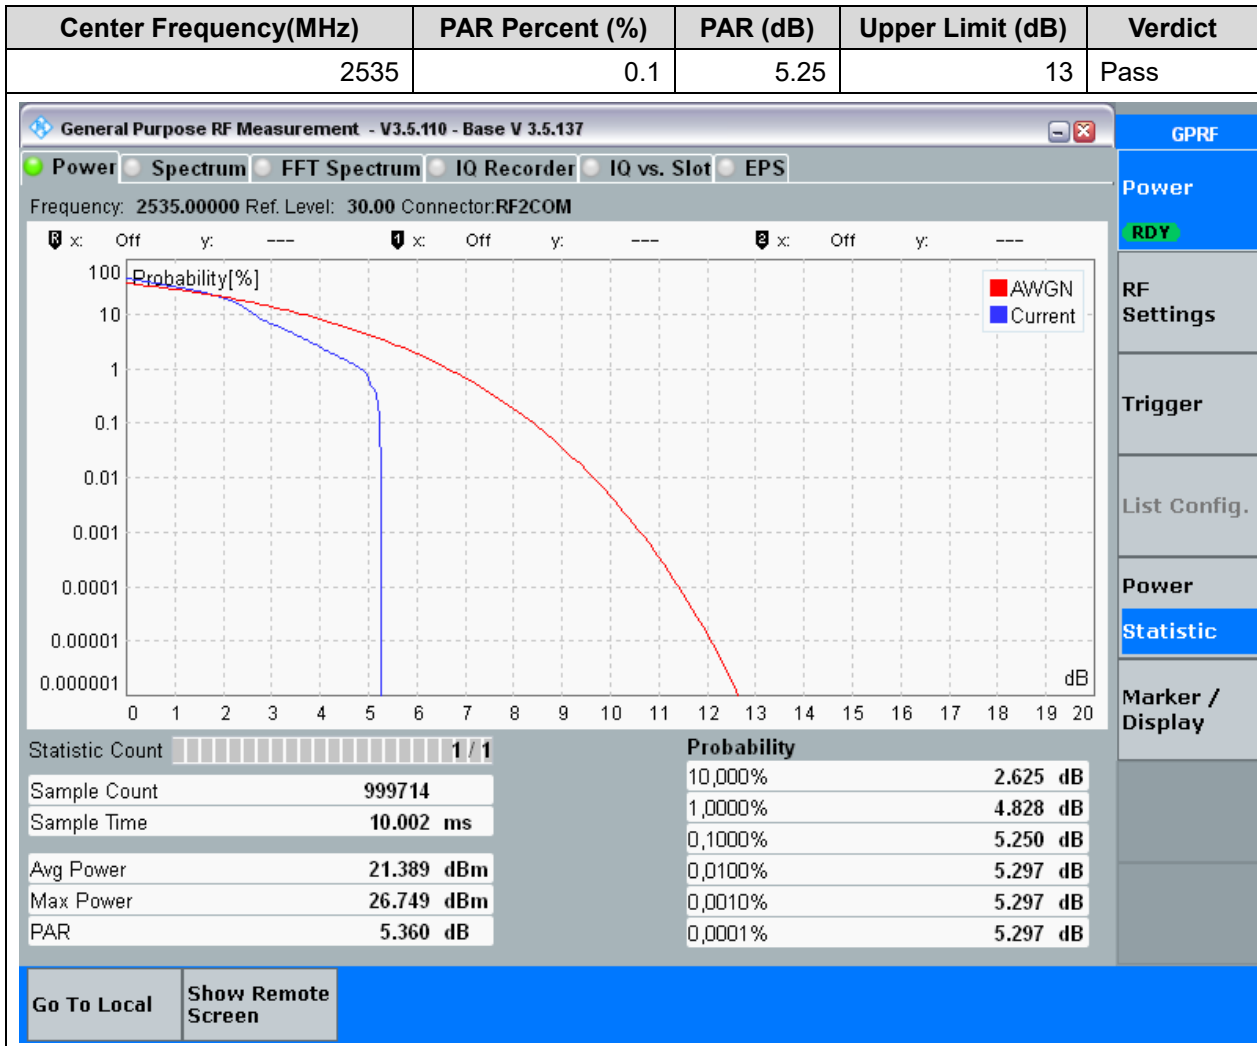 Center Frequency(MHz) PAR Percent (%) PAR (dB) Upper Limit (dB) Verdict
2535 0.1 5.25 13 Pass
General Purpose RF Measurement - V3.5.110 - Base V 3.5.137
GPRF
Power Spectrum FFT Spectrum IQ Recorder IQ vs. Slot EPS
Power
RDY
Frequency: 2535.00000 Ref. Level: 30.00 Connector:RF2COM
R x: Off y: --- 1 x: Off y: --- 2 x: Off y: ---
Probability[%]
AWGN
Current
100
10
1
0.1
0.01
0.001
0.0001
0.00001
0.000001
dB
0 1 2 3 4 5 6 7 8 9 10 11 12 13 14 15 16 17 18 19 20
RF
Settings
Trigger
List Config.
Power
Statistic
Marker /
Display
Statistic Count 1 / 1
Sample Count 999714
Sample Time 10.002 ms
Avg Power 21.389 dBm
Max Power 26.749 dBm
PAR 5.360 dB
Probability
10,000% 2.625 dB
1,0000% 4.828 dB
0,1000% 5.250 dB
0,0100% 5.297 dB
0,0010% 5.297 dB
0,0001% 5.297 dB
Go To Local
Show Remote
Screen